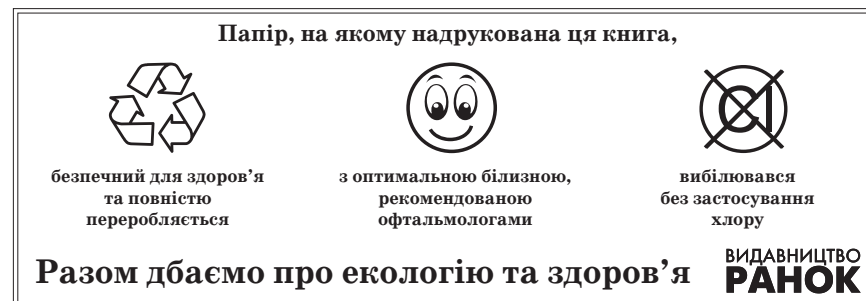 Папір, на якому надрукована ця книга,
Cl
безпечний для здоров'я
та повністю
переробляється
з оптимальною білизною,
рекомендованою
офтальмологами
вибілювався
без застосування
хлору
Разом дбаємо про екологію та здоров'я
ВИДАВНИЦТВО
РАНОК